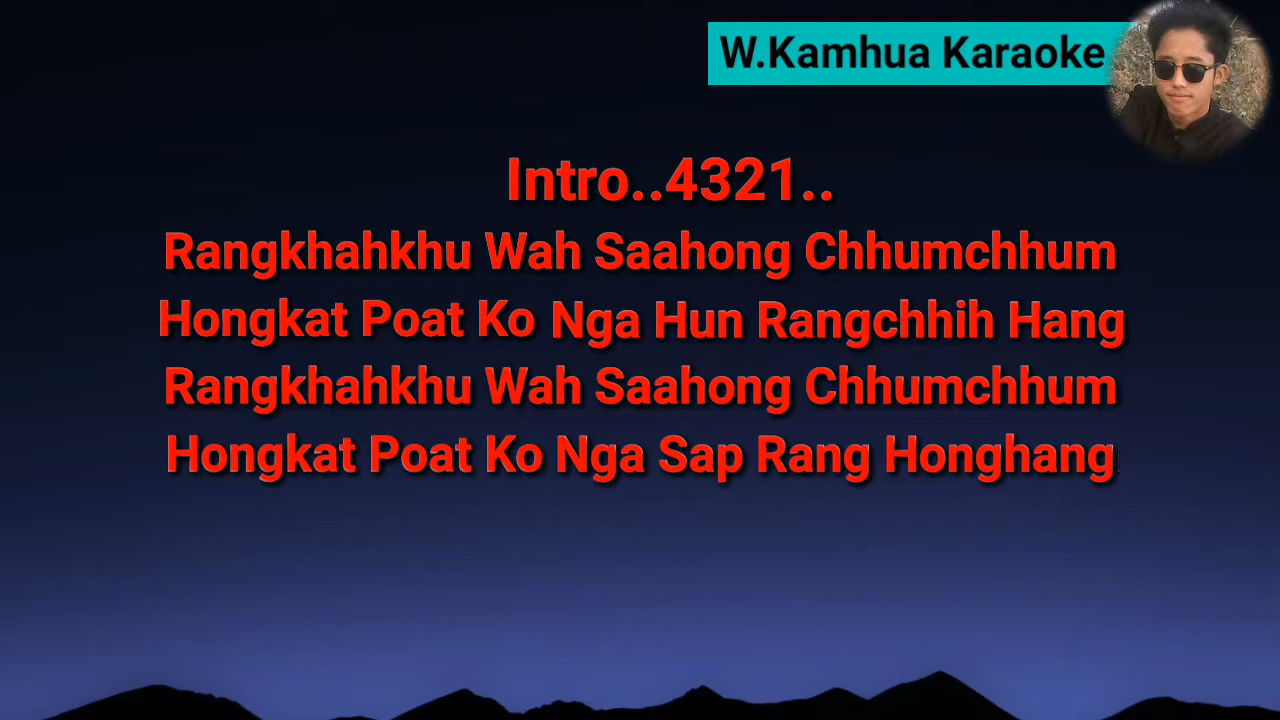 W.Kamhua Karaoke
Intro..4321..
Rangkhahkhu Wah Saahong Chhumchhum
Hongkat Poat Ko Nga Hun Rangchhih Hang
Rangkhahkhu Wah Saahong Chhumchhum
Hongkat Poat Ko Nga Sap Rang Honghang